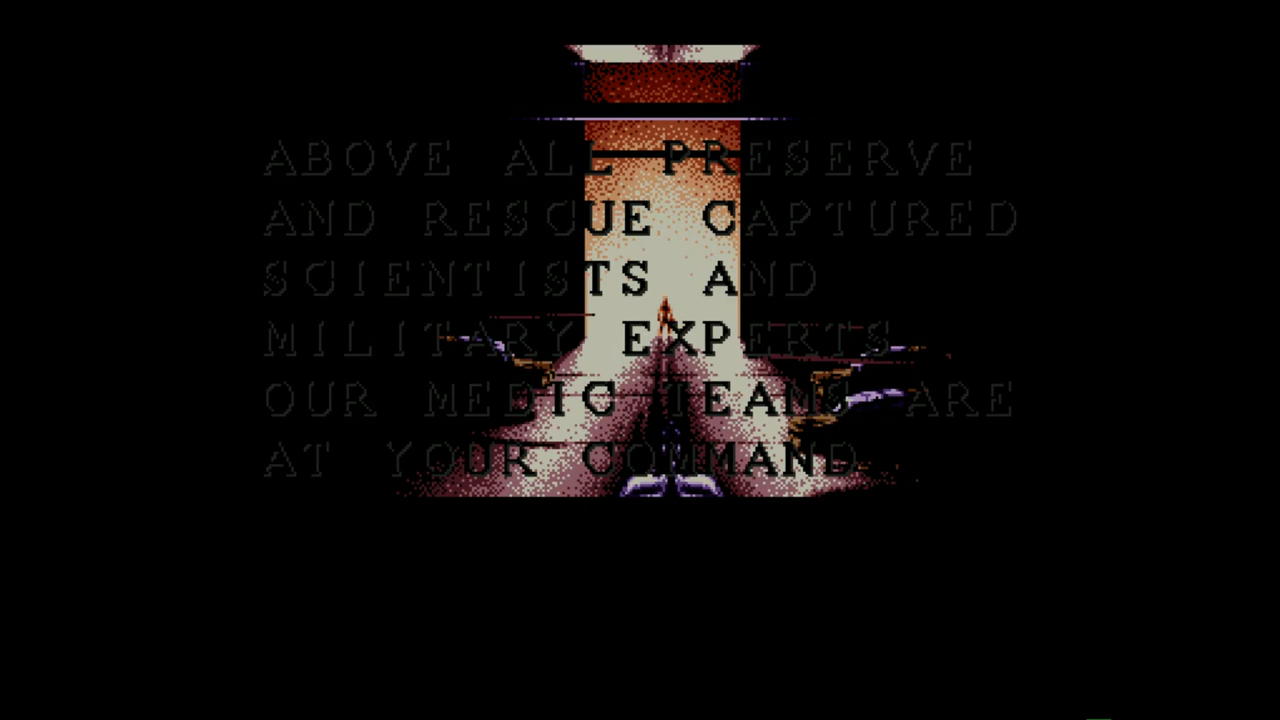 ABOVE ALL PRESERVE
AND RESCUE CAPTURED
SCIENTISTS AND
MILITARY EXPERTS
OUR MEDIC TEAMS ARE
AT YOUR COMMAND